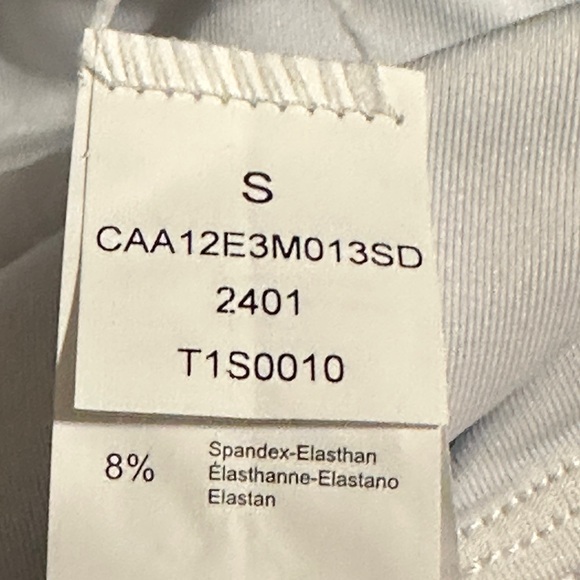 S
CAA12E3M013SD
2401
T1S0010
8%
Spandex-Elasthan
Élasthanne-Elastano
Elastan